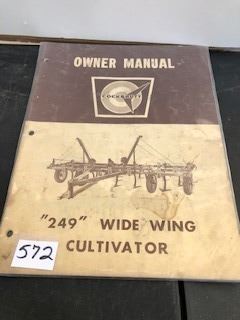 OWNER MANUAL
COCKSHUTT
"249" WIDE WING
CULTIVATOR
572